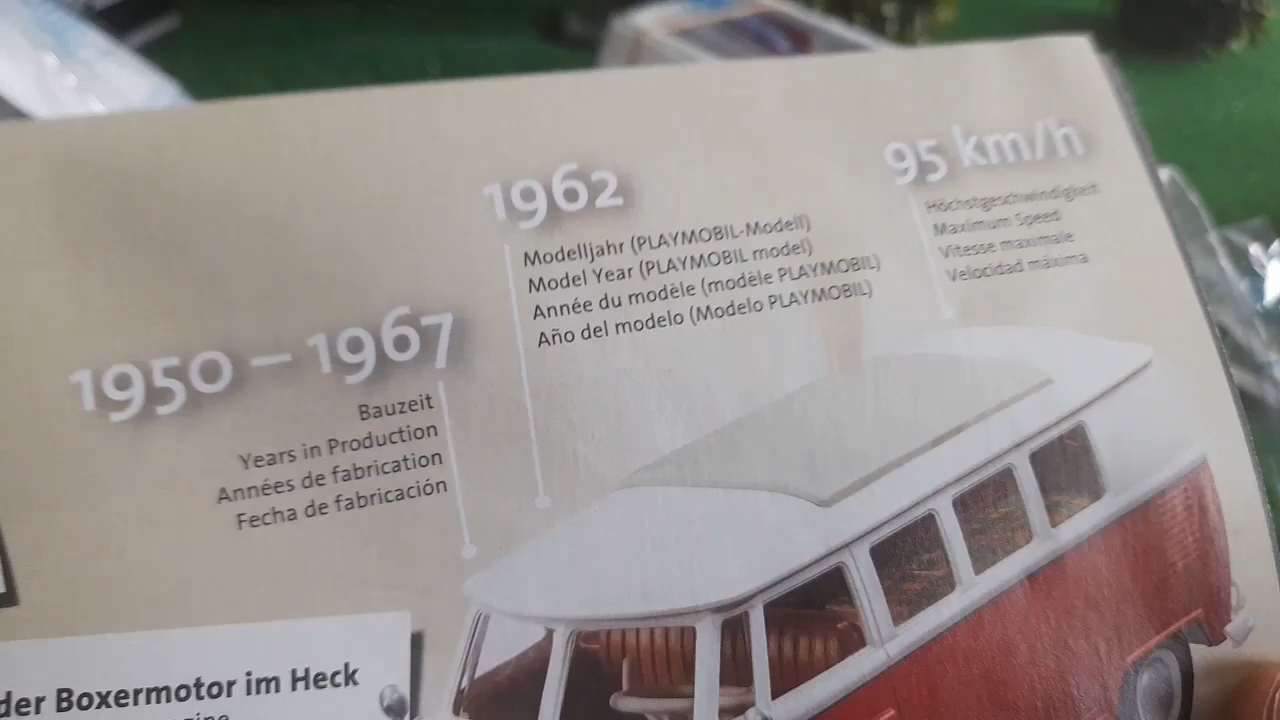 1962
Modelljahr (PLAYMOBIL-Modell)
Model Year (PLAYMOBIL model)
Année du modèle (modèle PLAYMOBIL)
Año del modelo (Modelo PLAYMOBIL)
95 km/h
Höchstgeschwindigkeit
Maximum Speed
Vitesse maximale
Velocidad máxima
1950 – 1967
Bauzeit
Years in Production
Années de fabrication
Fecha de fabricación
der Boxermotor im Heck